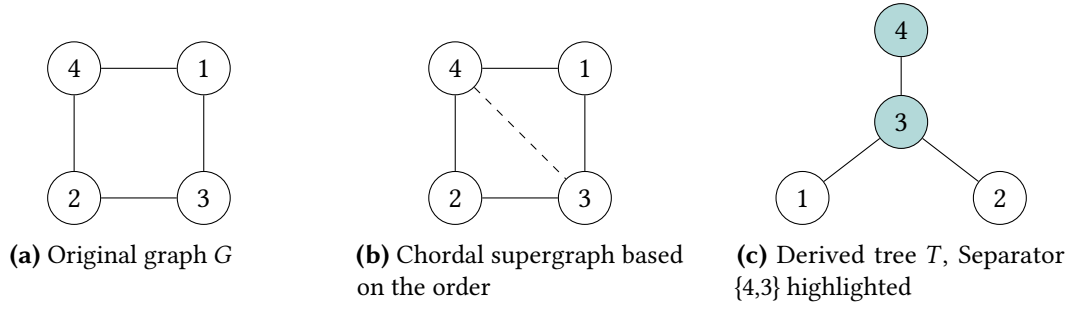 4 1
2 3
(a) Original graph G
4 1
2 3
(b) Chordal supergraph based
on the order
4
3
1 2
(c) Derived tree T, Separator
{4,3} highlighted